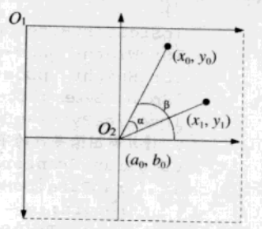 O₁
(x₀, y₀)
β
α
(x₁, y₁)
O₂
(a₀, b₀)